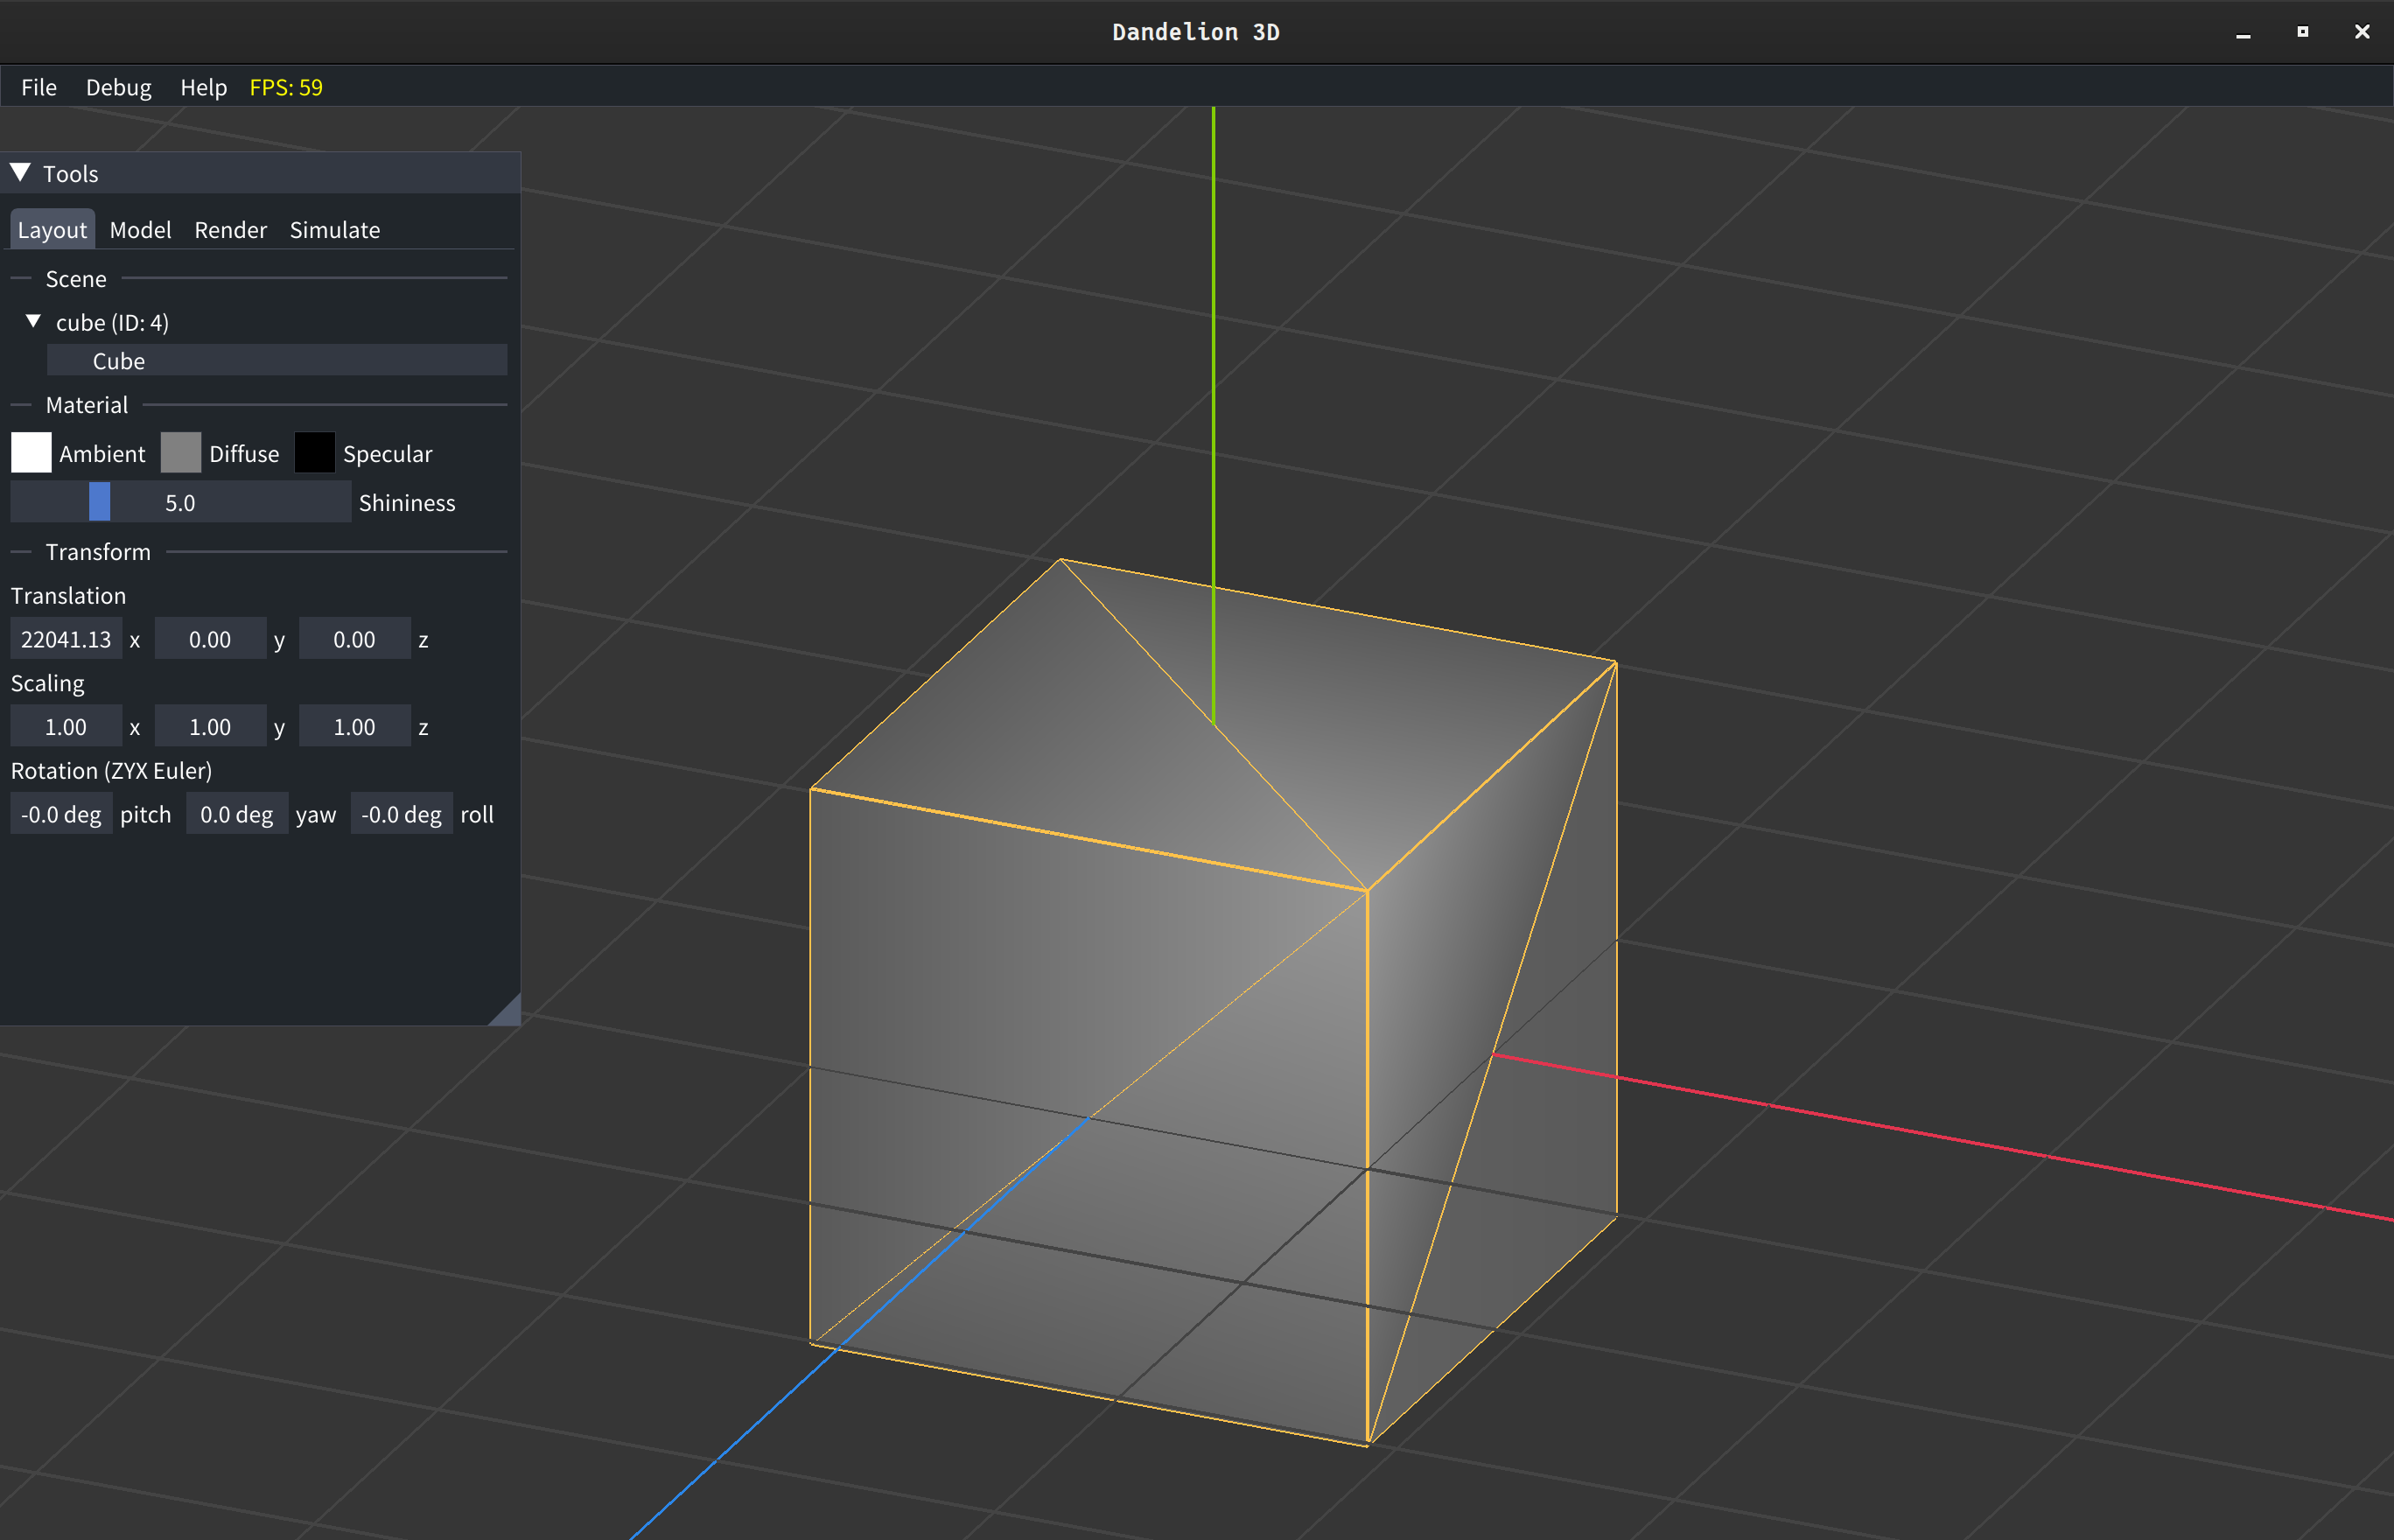 Dandelion 3D
File Debug Help FPS: 59
Tools
Layout Model Render Simulate
Scene
cube (ID: 4)
Cube
Material
Ambient Diffuse Specular
5.0 Shininess
Transform
Translation
22041.13 x 0.00 y 0.00 z
Scaling
1.00 x 1.00 y 1.00 z
Rotation (ZYX Euler)
-0.0 deg pitch 0.0 deg yaw -0.0 deg roll